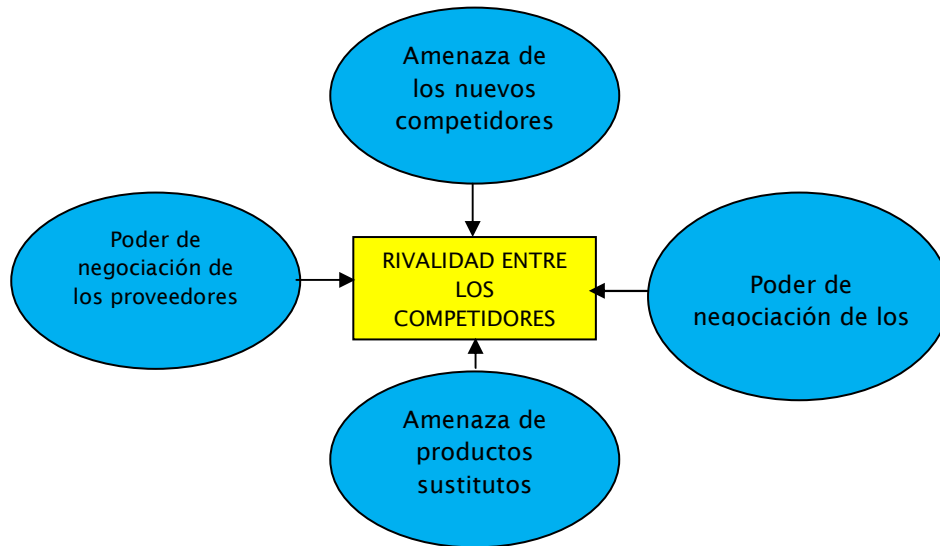 Amenaza de
los nuevos
competidores
Poder de
negociación de
los proveedores
RIVALIDAD ENTRE
LOS
COMPETIDORES
Poder de
negociación de los
Amenaza de
productos
sustitutos